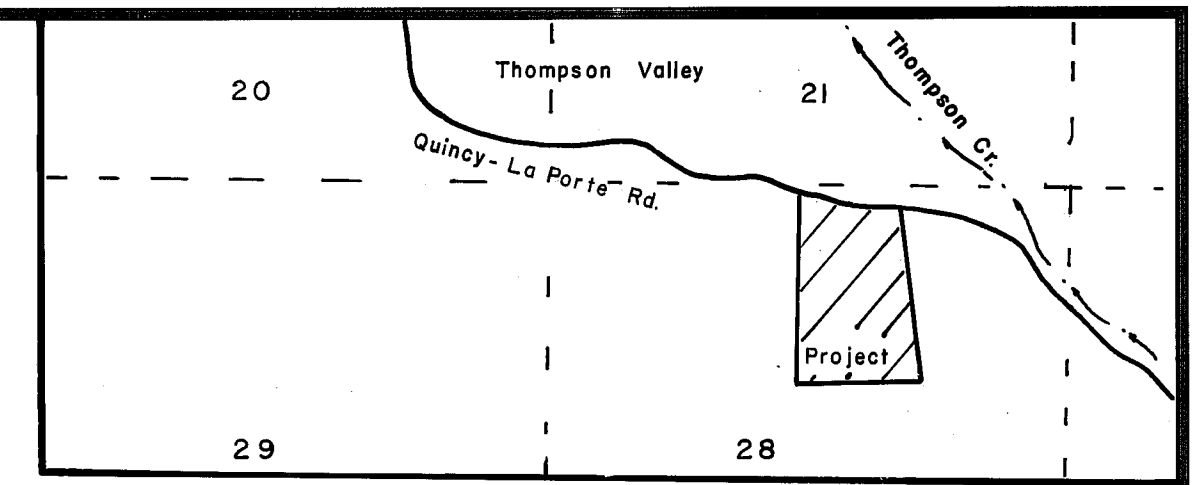 20
Thompson Valley
21
Thompson Cr.
Quincy - La Porte Rd.
Project
29
28